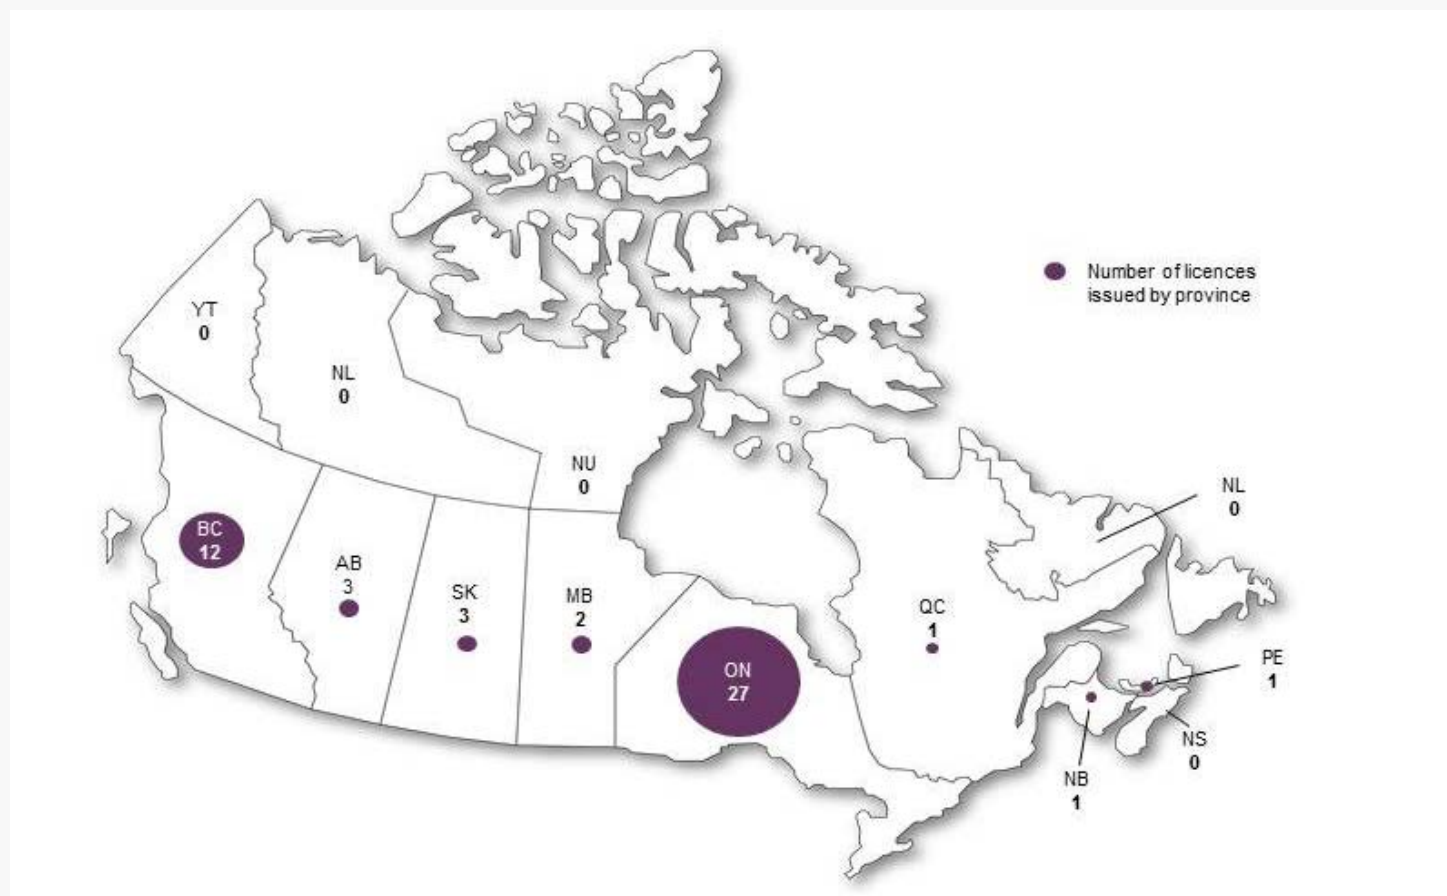 Number of licences
issued by province
YT
0
NL
0
NU
0
NL
0
BC
12
AB
3
SK
3
MB
2
ON
27
QC
1
PE
1
NS
0
NB
1